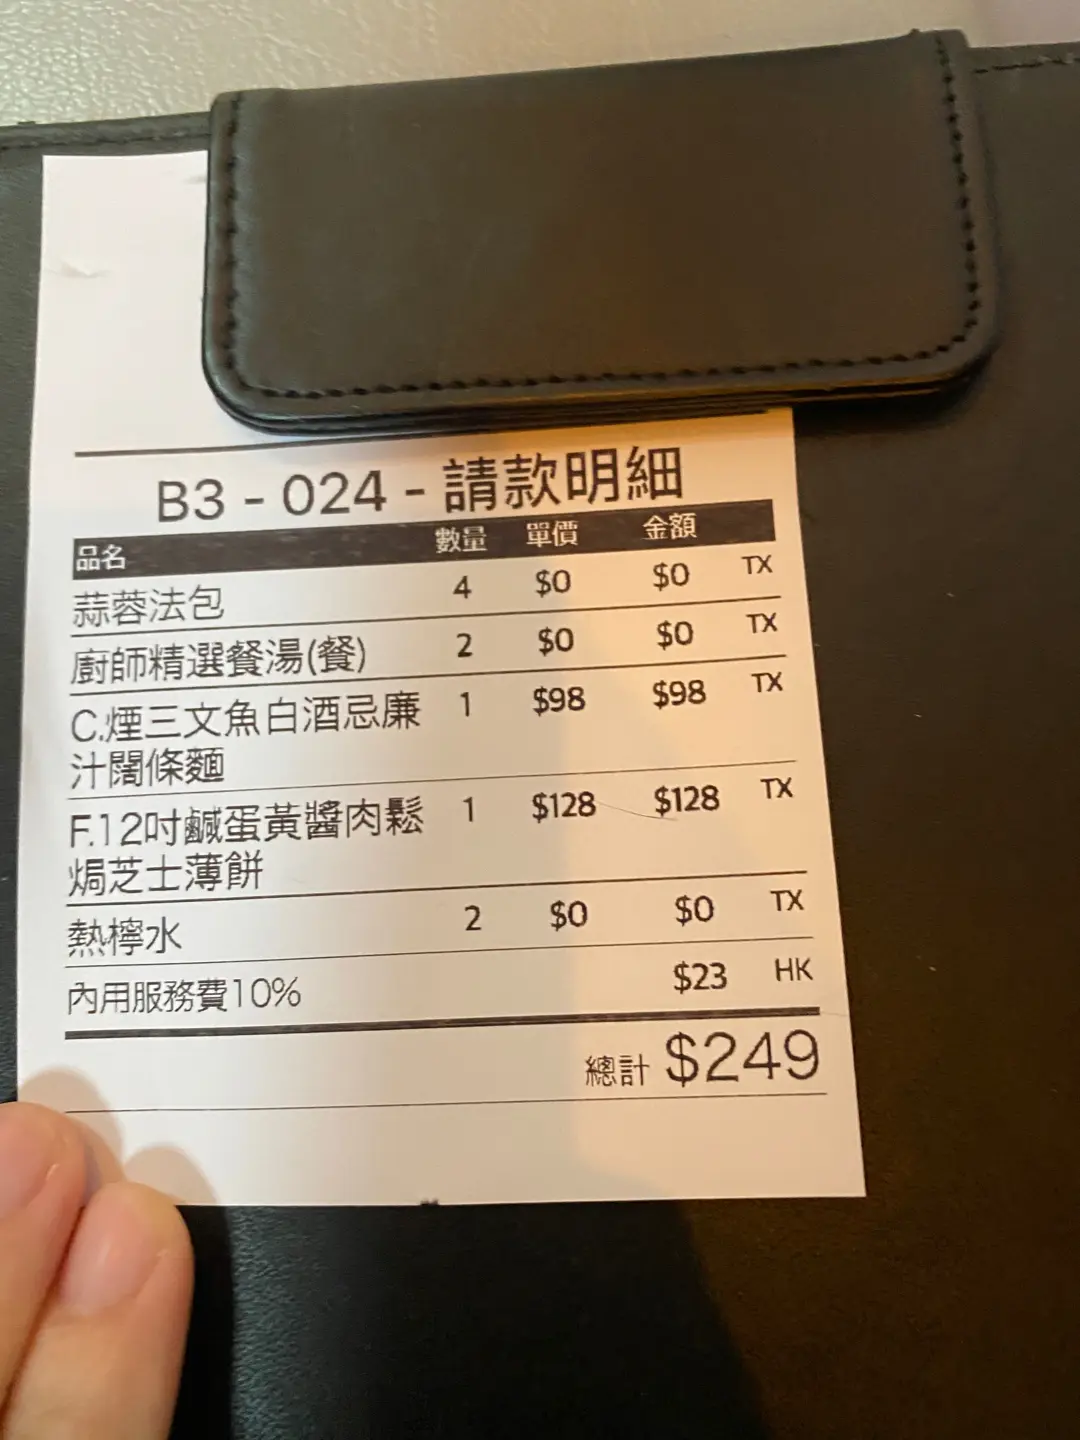 B3 - 024 - 請款明細
品名 數量 單價 金額
蒜蓉法包 4 $0 $0 TX
廚師精選餐湯(餐) 2 $0 $0 TX
C.煙三文魚白酒忌廉 1 $98 $98 TX
汁闊條麵
F.12吋鹹蛋黃醬肉鬆 1 $128 $128 TX
焗芝士薄餅
熱檸水 2 $0 $0 TX
內用服務費10% $23 HK
總計 $249